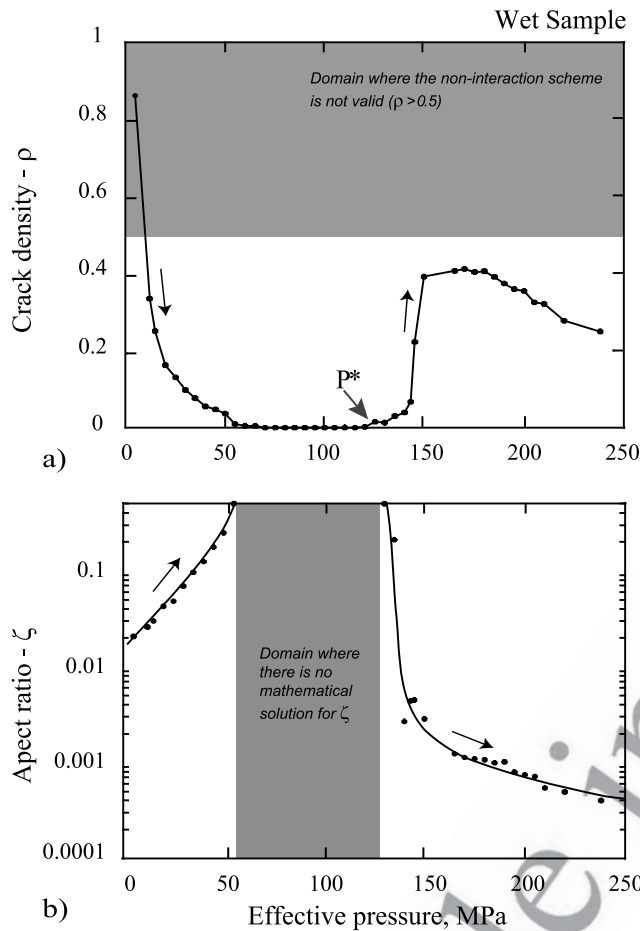 Wet Sample
1
Domain where the non-interaction scheme
is not valid (ρ >0.5)
0.8
0.6
Crack density - ρ
0.4
0.2
P*
0
0 50 100 150 200 250
a)
0.1
0.01
0.001
0.0001
Apect ratio - ζ
Domain where
there is no
mathematical
solution for ζ
0 50 100 150 200 250
b)
Effective pressure, MPa